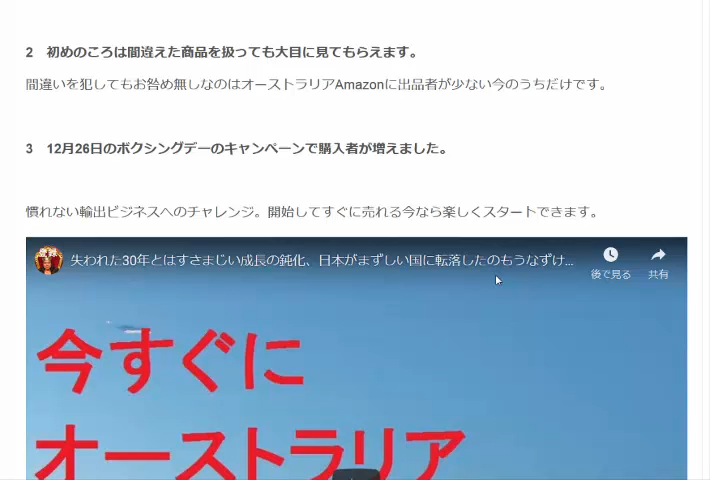 2 初めのころは間違えた商品を扱っても大目に見てもらえます。
間違いを犯してもお咎め無しなのはオーストラリアAmazonに出品者が少ない今のうちだけです。
3 12月26日のボクシングデーのキャンペーンで購入者が増えました。
慣れない輸出ビジネスへのチャレンジ。開始してすぐに売れる今なら楽しくスタートできます。
失われた30年とはすさまじい成長の鈍化、日本がまずしい国に転落したのもうなずけ...
後で見る
共有
今すぐに
オーストラリア